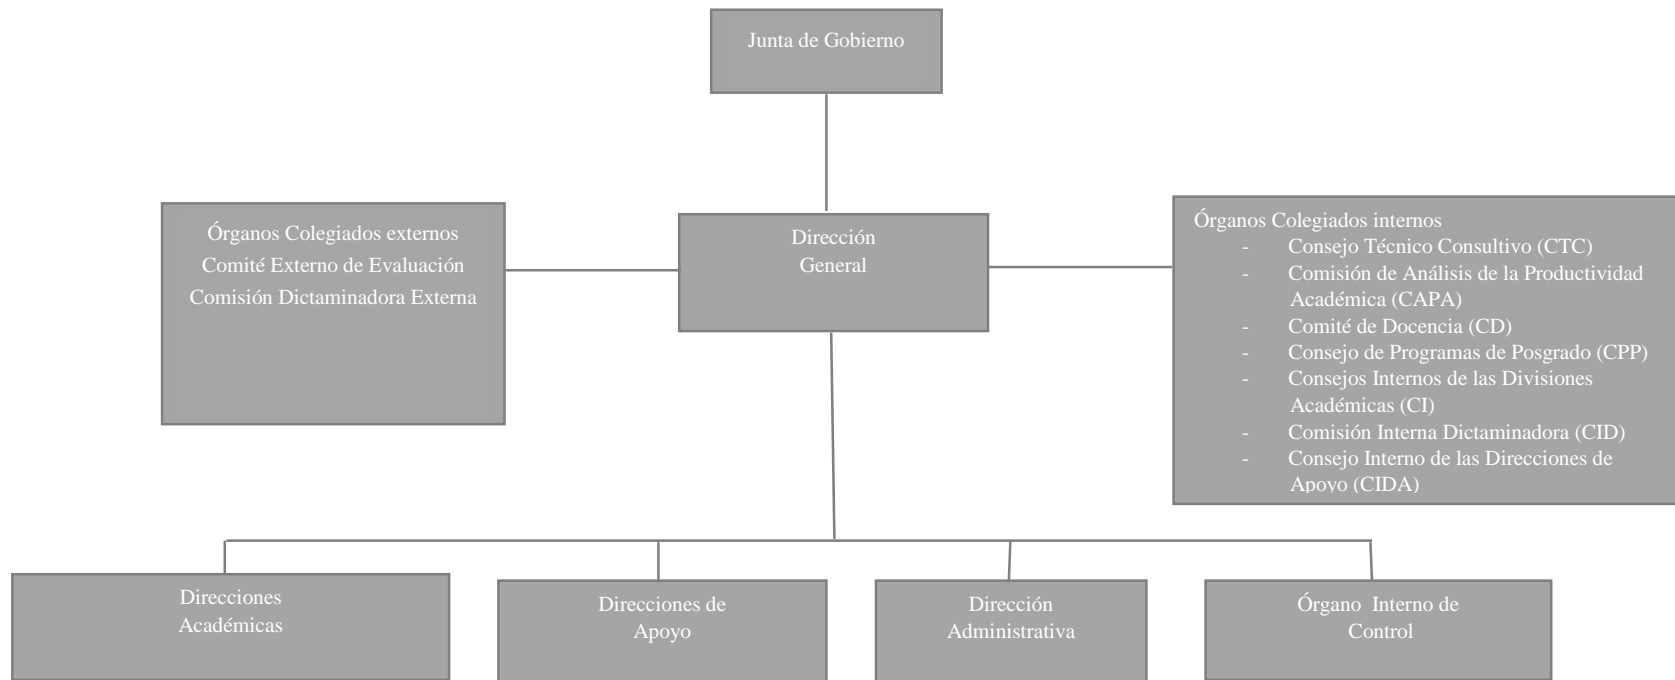 Junta de Gobierno
Órganos Colegiados externos
Comité Externo de Evaluación
Comisión Dictaminadora Externa
Dirección
General
Órganos Colegiados internos
- Consejo Técnico Consultivo (CTC)
- Comisión de Análisis de la Productividad
Académica (CAPA)
- Comité de Docencia (CD)
- Consejo de Programas de Posgrado (CPP)
- Consejos Internos de las Divisiones
Académicas (CI)
- Comisión Interna Dictaminadora (CID)
- Consejo Interno de las Direcciones de
Apoyo (CIDA)
Direcciones
Académicas
Direcciones de
Apoyo
Dirección
Administrativa
Órgano Interno de
Control